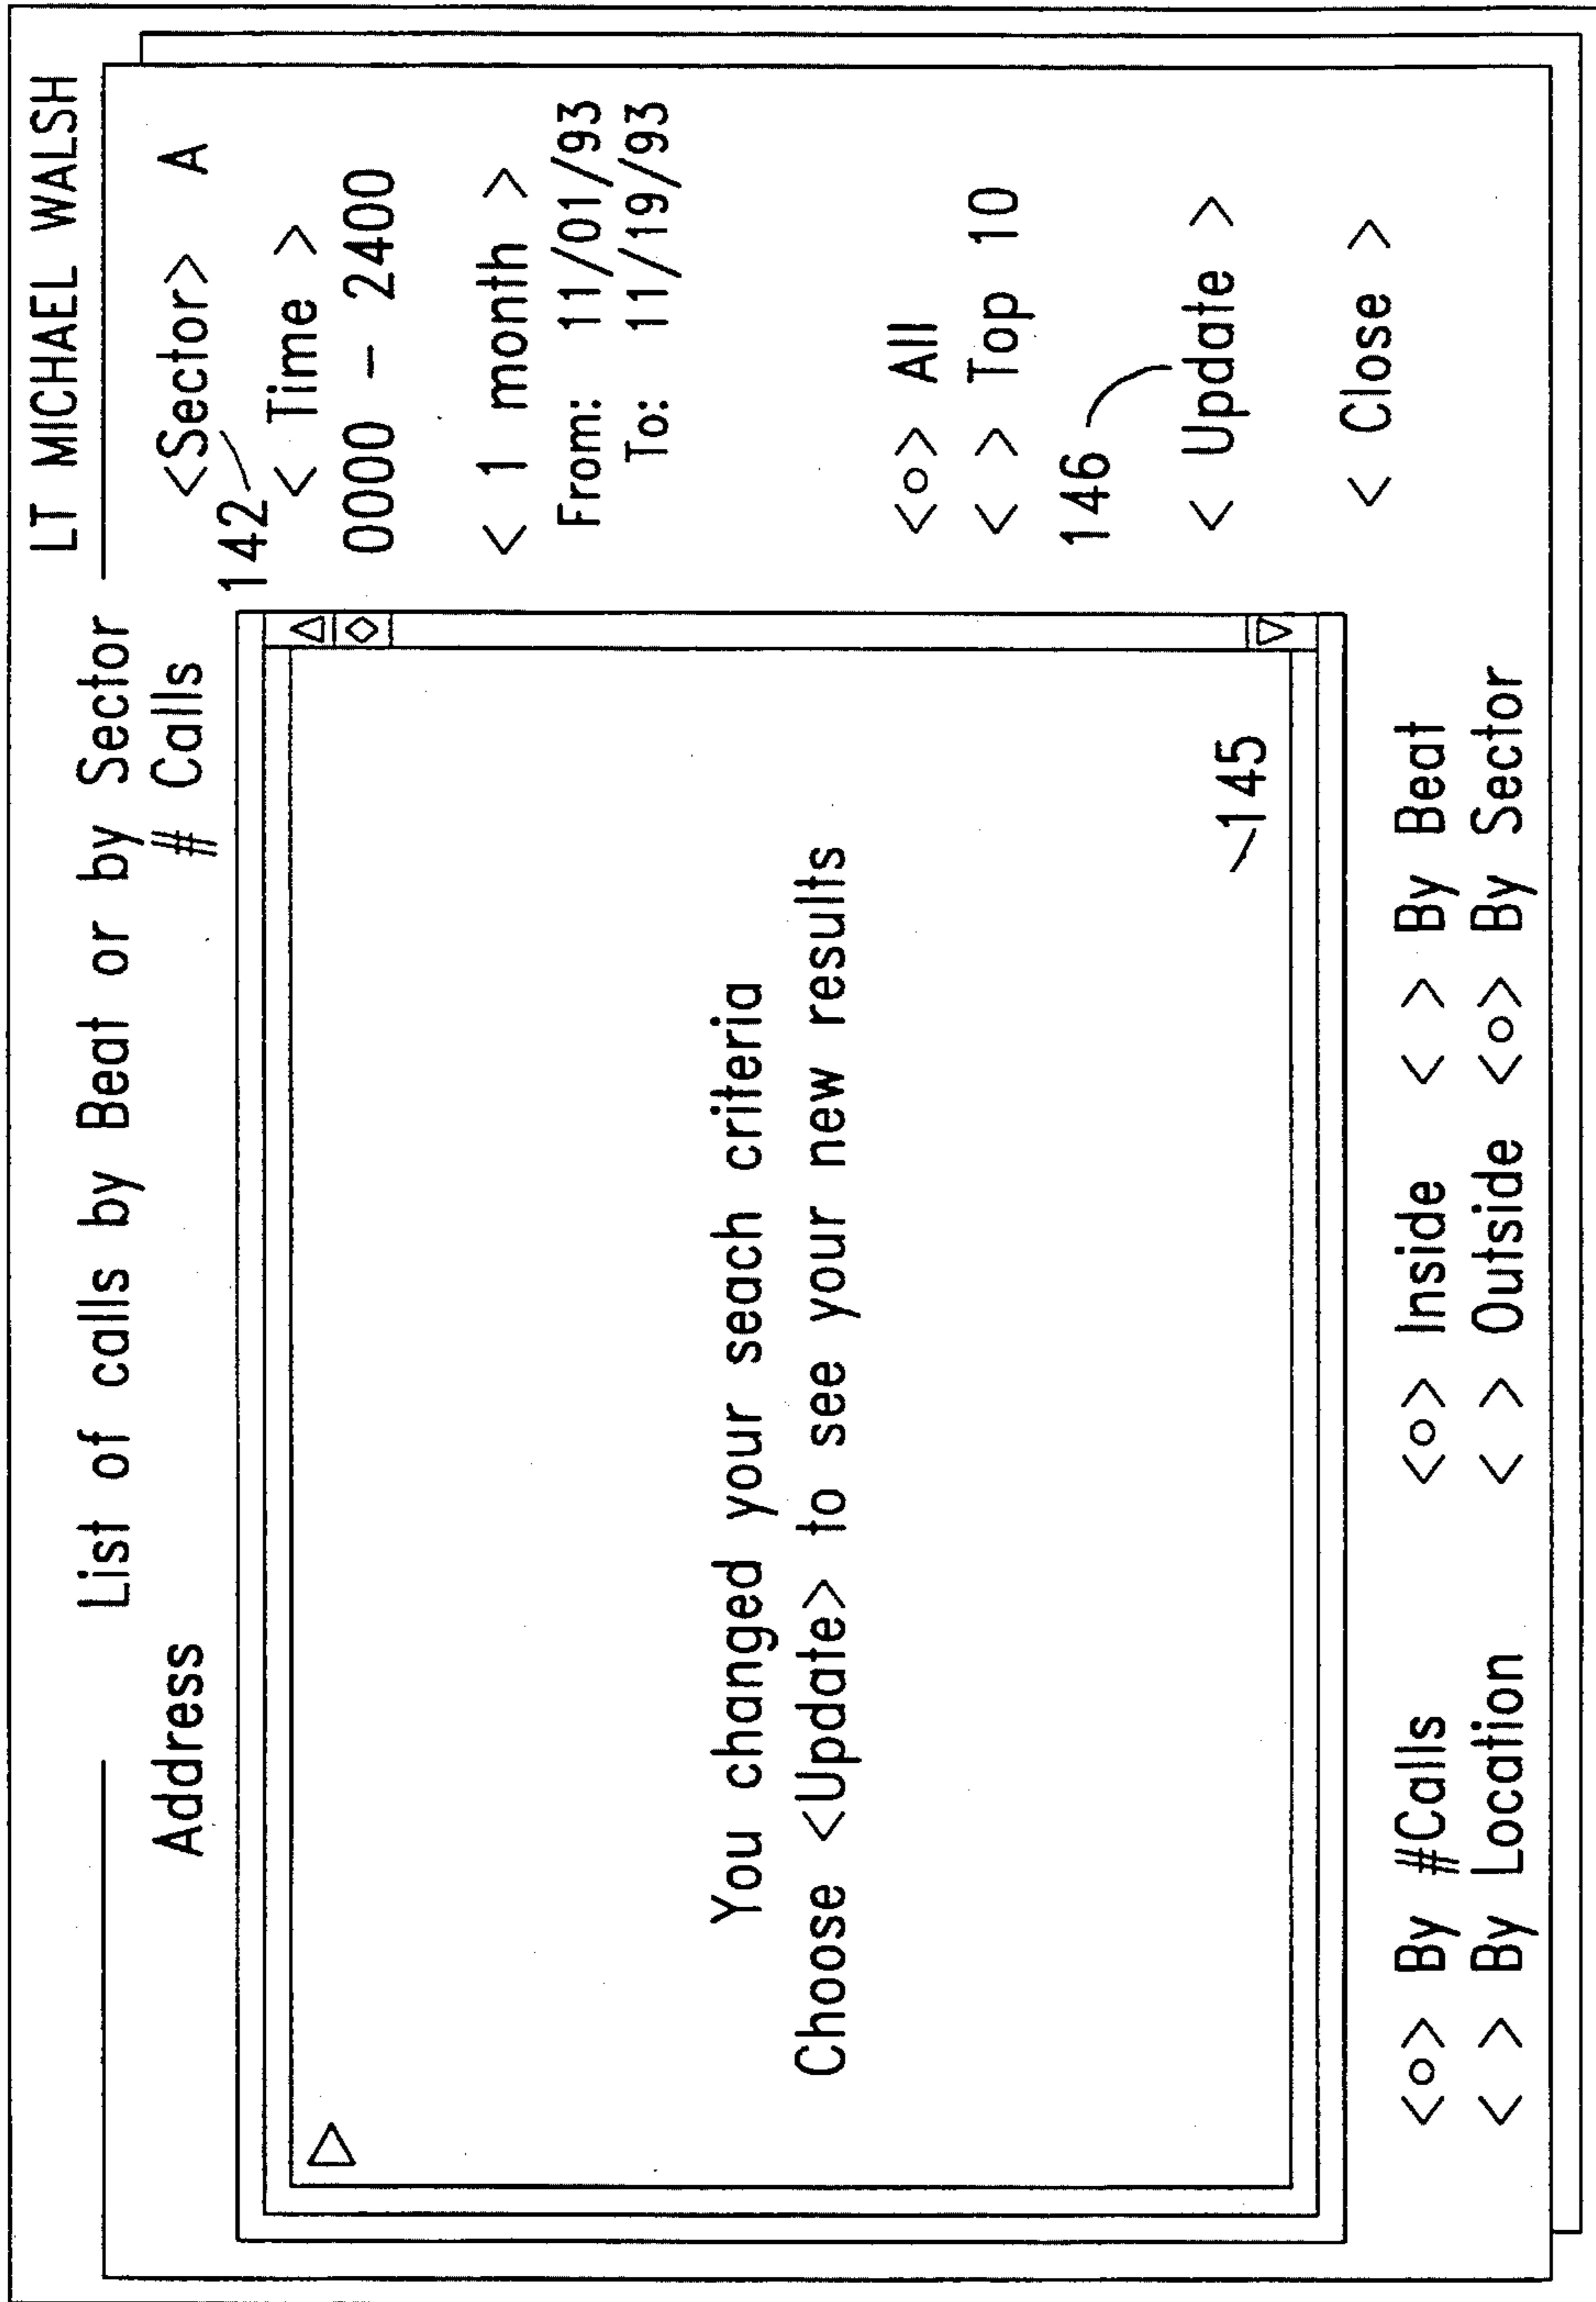 LT MICHAEL WALSH
List of calls by Beat or by Sector
Address # Calls
<Sector> A
142
< Time >
0000 - 2400
< 1 month >
From: 11/01/93
To: 11/19/93
You changed your seach criteria
Choose <Update> to see your new results
<o> All
< > Top 10
146
< Update >
145
< Close >
<o> By #Calls <o> Inside < > By Beat
< > By Location < > Outside <o> By Sector